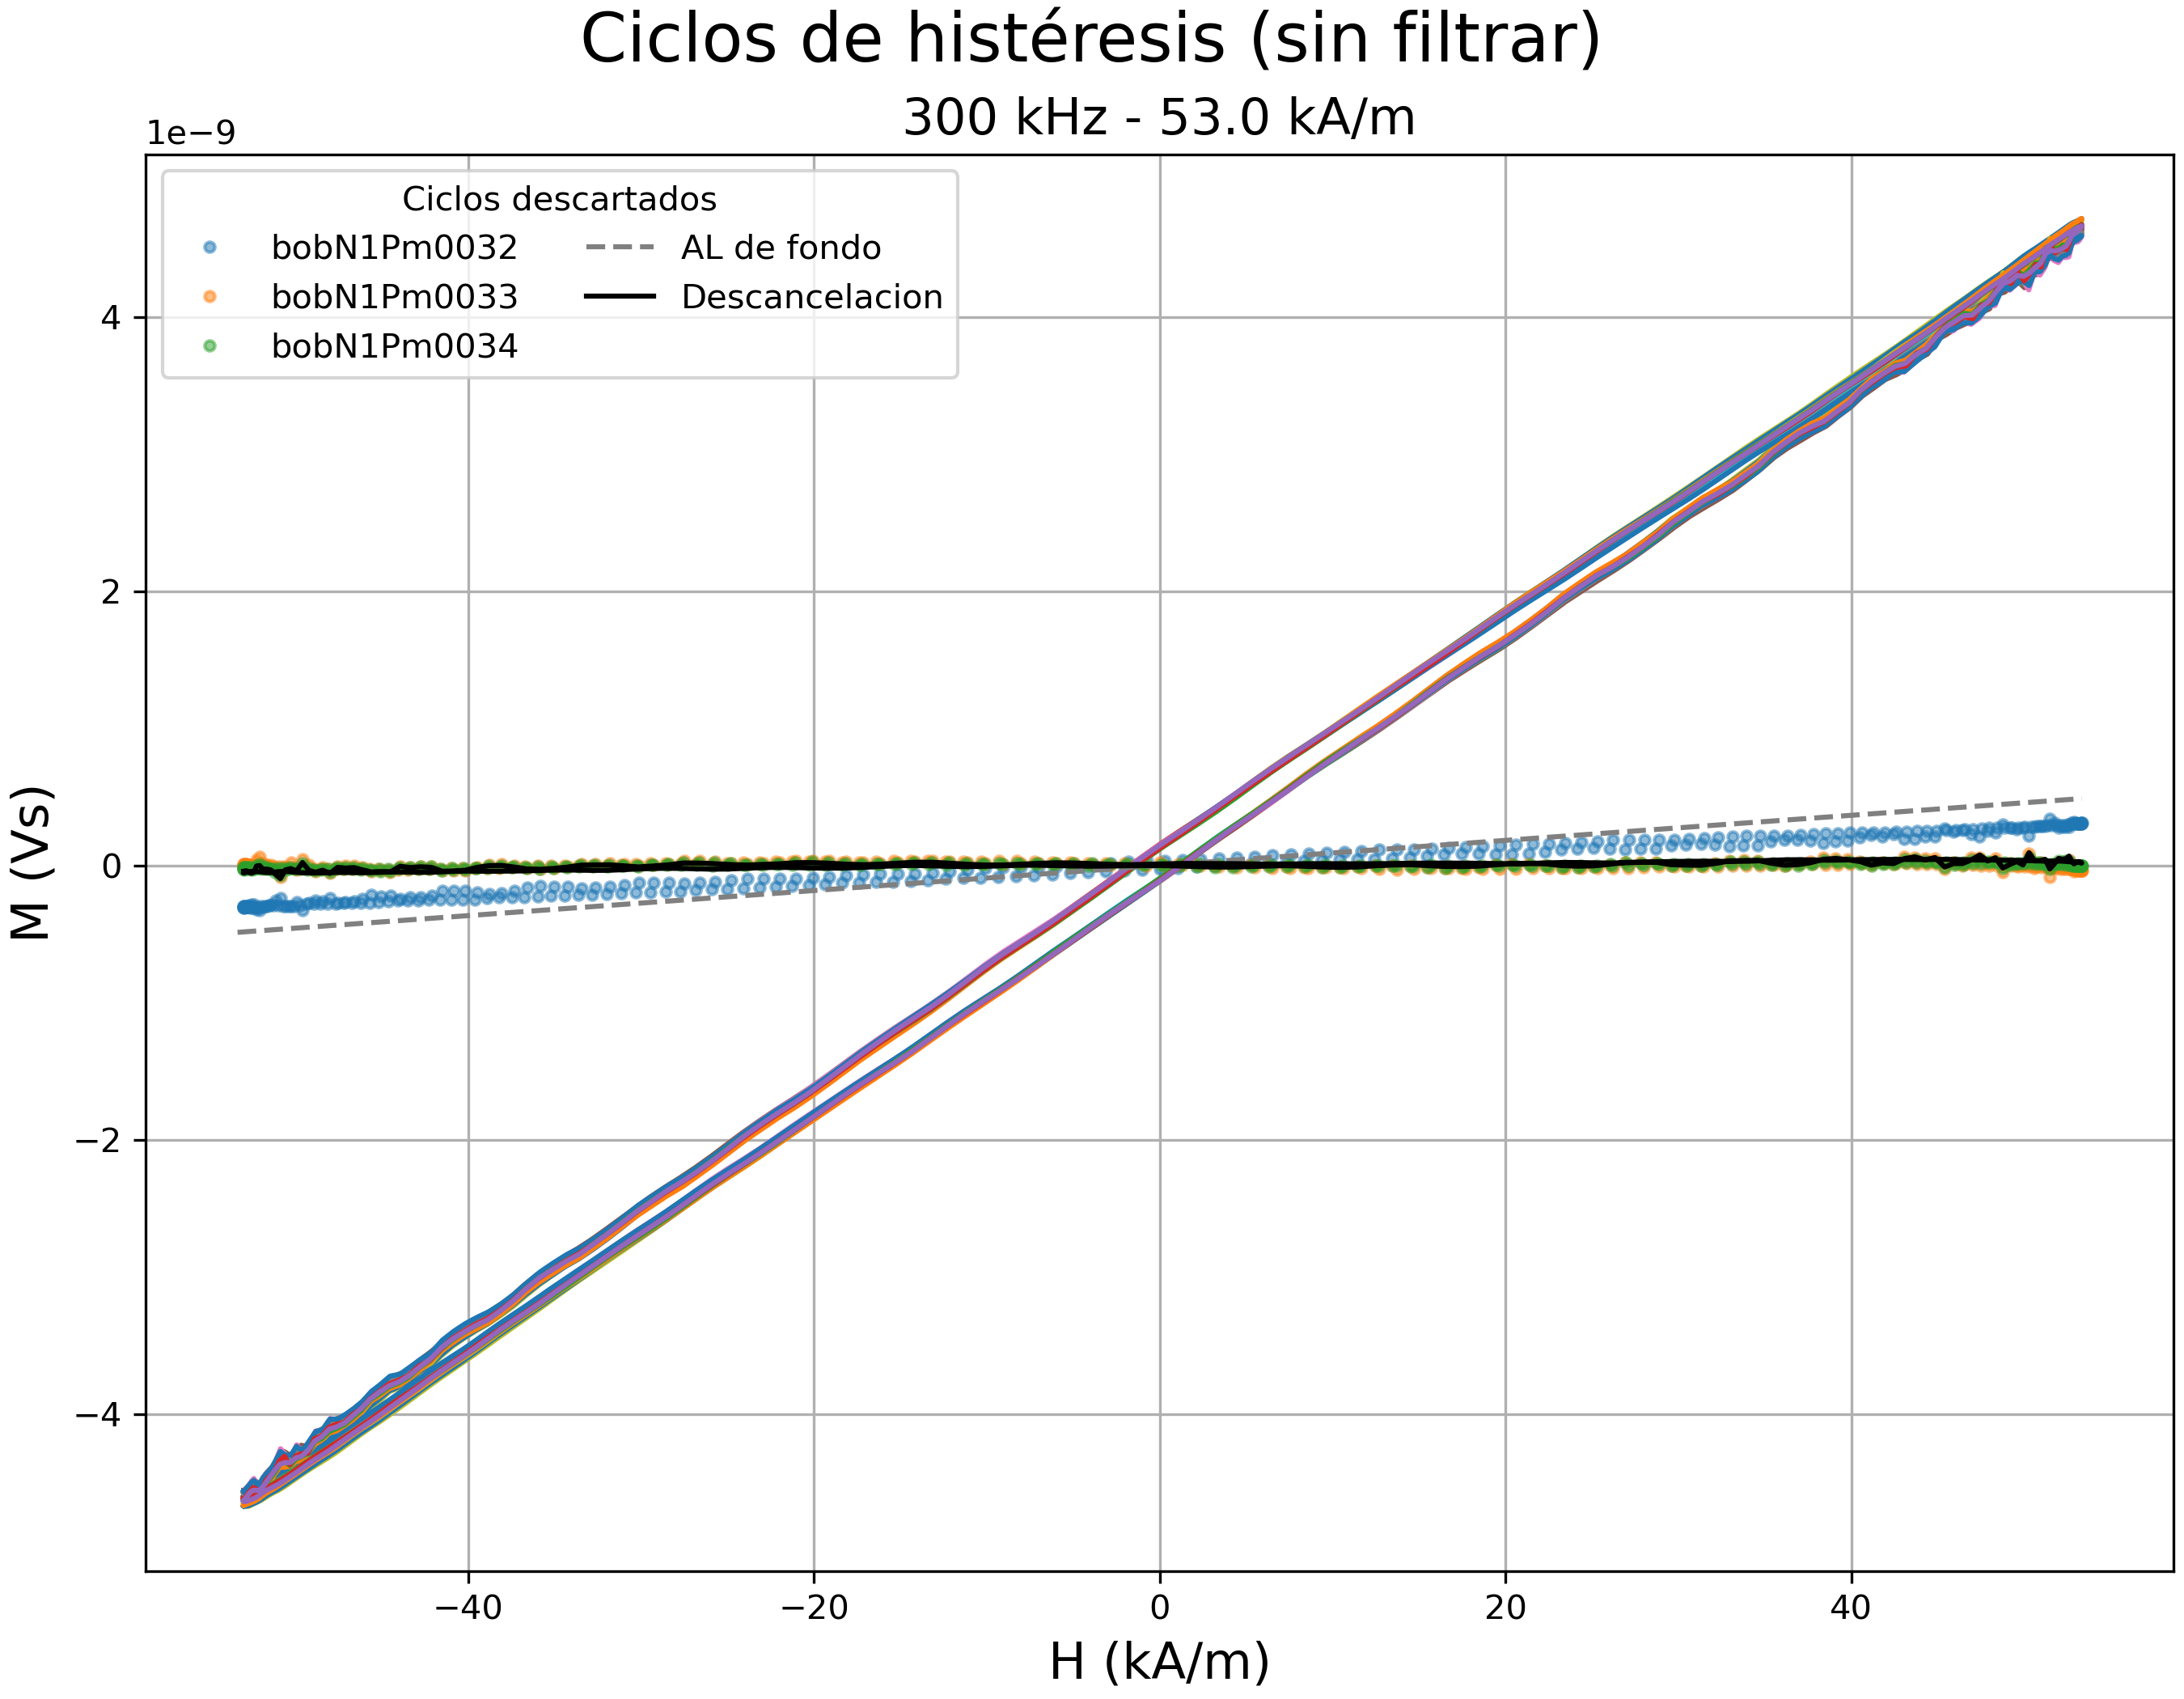 Ciclos de histéresis (sin filtrar)
300 kHz - 53.0 kA/m
1e−9
Ciclos descartados
bobN1Pm0032
bobN1Pm0033
bobN1Pm0034
AL de fondo
Descancelacion
4
2
0
−2
−4
M (Vs)
−40 −20 0 20 40
H (kA/m)